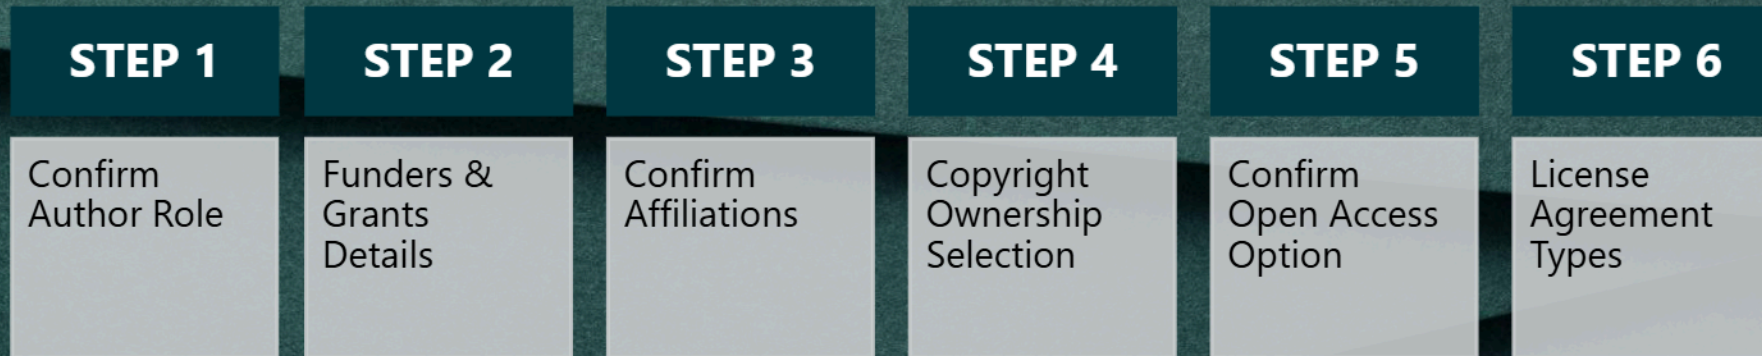 STEP 1
Confirm
Author Role
STEP 2
Funders &
Grants
Details
STEP 3
Confirm
Affiliations
STEP 4
Copyright
Ownership
Selection
STEP 5
Confirm
Open Access
Option
STEP 6
License
Agreement
Types